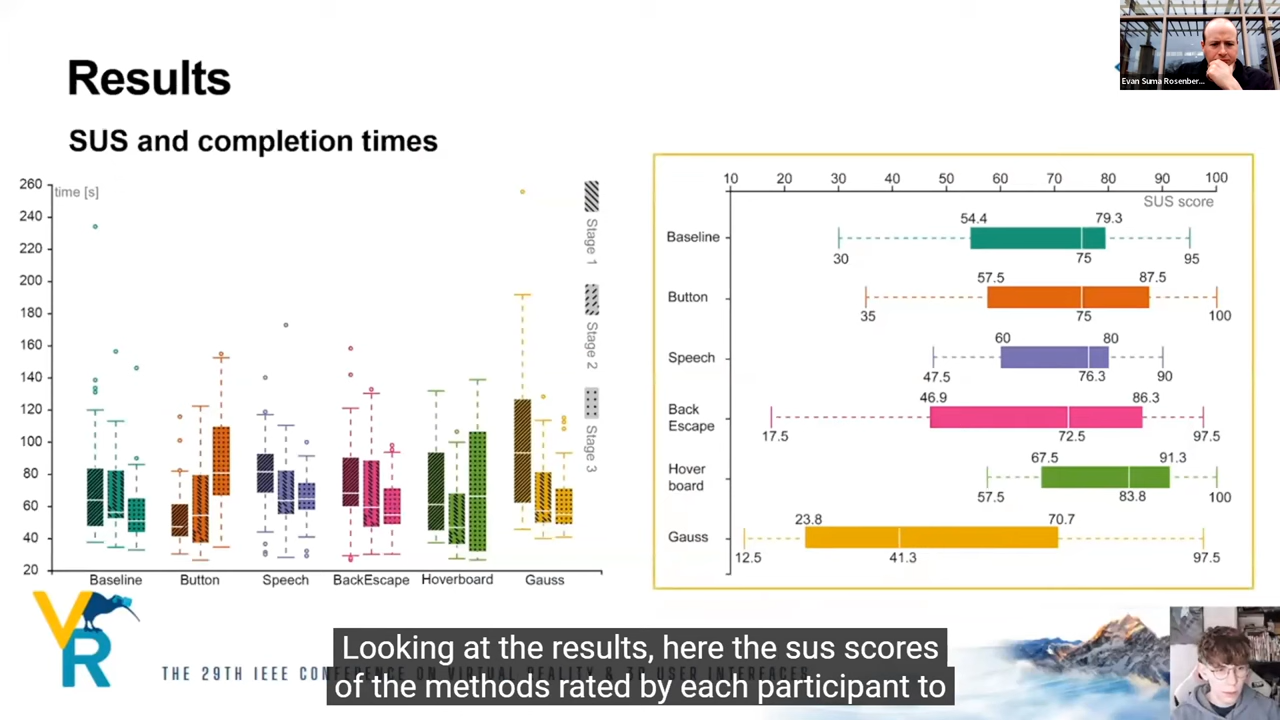 Results
SUS and completion times
Evan Suma Rosenber...
260
240
220
200
180
160
140
120
100
80
60
40
20
time [s]
Stage 1
Stage 2
Stage 3
Baseline
Button
Speech
BackEscape
Hoverboard
Gauss
10 20 30 40 50 60 70 80 90 100
SUS score
Baseline
54.4 79.3
30 75 95
Button
57.5 87.5
35 75 100
Speech
60 80
47.5 76.3 90
Back
Escape
46.9 86.3
17.5 72.5 97.5
Hover
board
67.5 91.3
57.5 83.8 100
Gauss
23.8 70.7
12.5 41.3 97.5
VR
THE 29TH IEEE CONFERENCE ON VIRTUAL REALITY & 3D USER INTERFACES
Looking at the results, here the sus scores
of the methods rated by each participant to